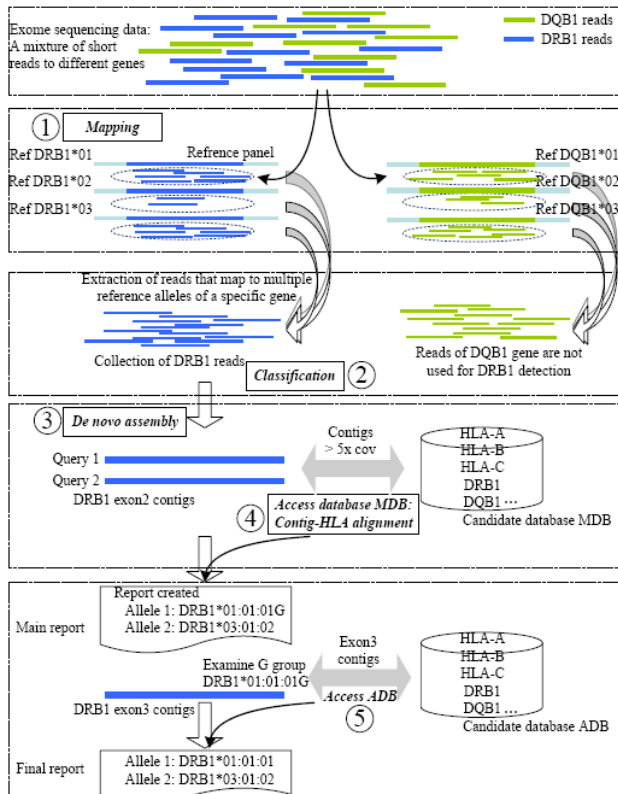 Exome sequencing data:
A mixture of short
reads to different genes
DQB1 reads
DRB1 reads
1
Mapping
Ref DRB1*01
Refrence panel
Ref DRB1*02
Ref DRB1*03
Ref DQB1*01
Ref DQB1*02
Ref DQB1*03
Extraction of reads that map to multiple
reference alleles of a specific gene
Collection of DRB1 reads
Reads of DQB1 gene are not
used for DRB1 detection
Classification
2
3
De novo assembly
Query 1
Query 2
DRB1 exon2 contigs
Contigs
> 5x cov
HLA-A
HLA-B
HLA-C
DRB1
DQB1 ...
Candidate database MDB
4
Access database MDB:
Contig-HLA alignment
Main report
Report created
Allele 1: DRB1*01:01:01G
Allele 2: DRB1*03:01:02
Examine G group
DRB1*01:01:01G
DRB1 exon3 contigs
Exon3
contigs
Access ADB
5
HLA-A
HLA-B
HLA-C
DRB1
DQB1 ...
Candidate database ADB
Final report
Allele 1: DRB1*01:01:01
Allele 2: DRB1*03:01:02